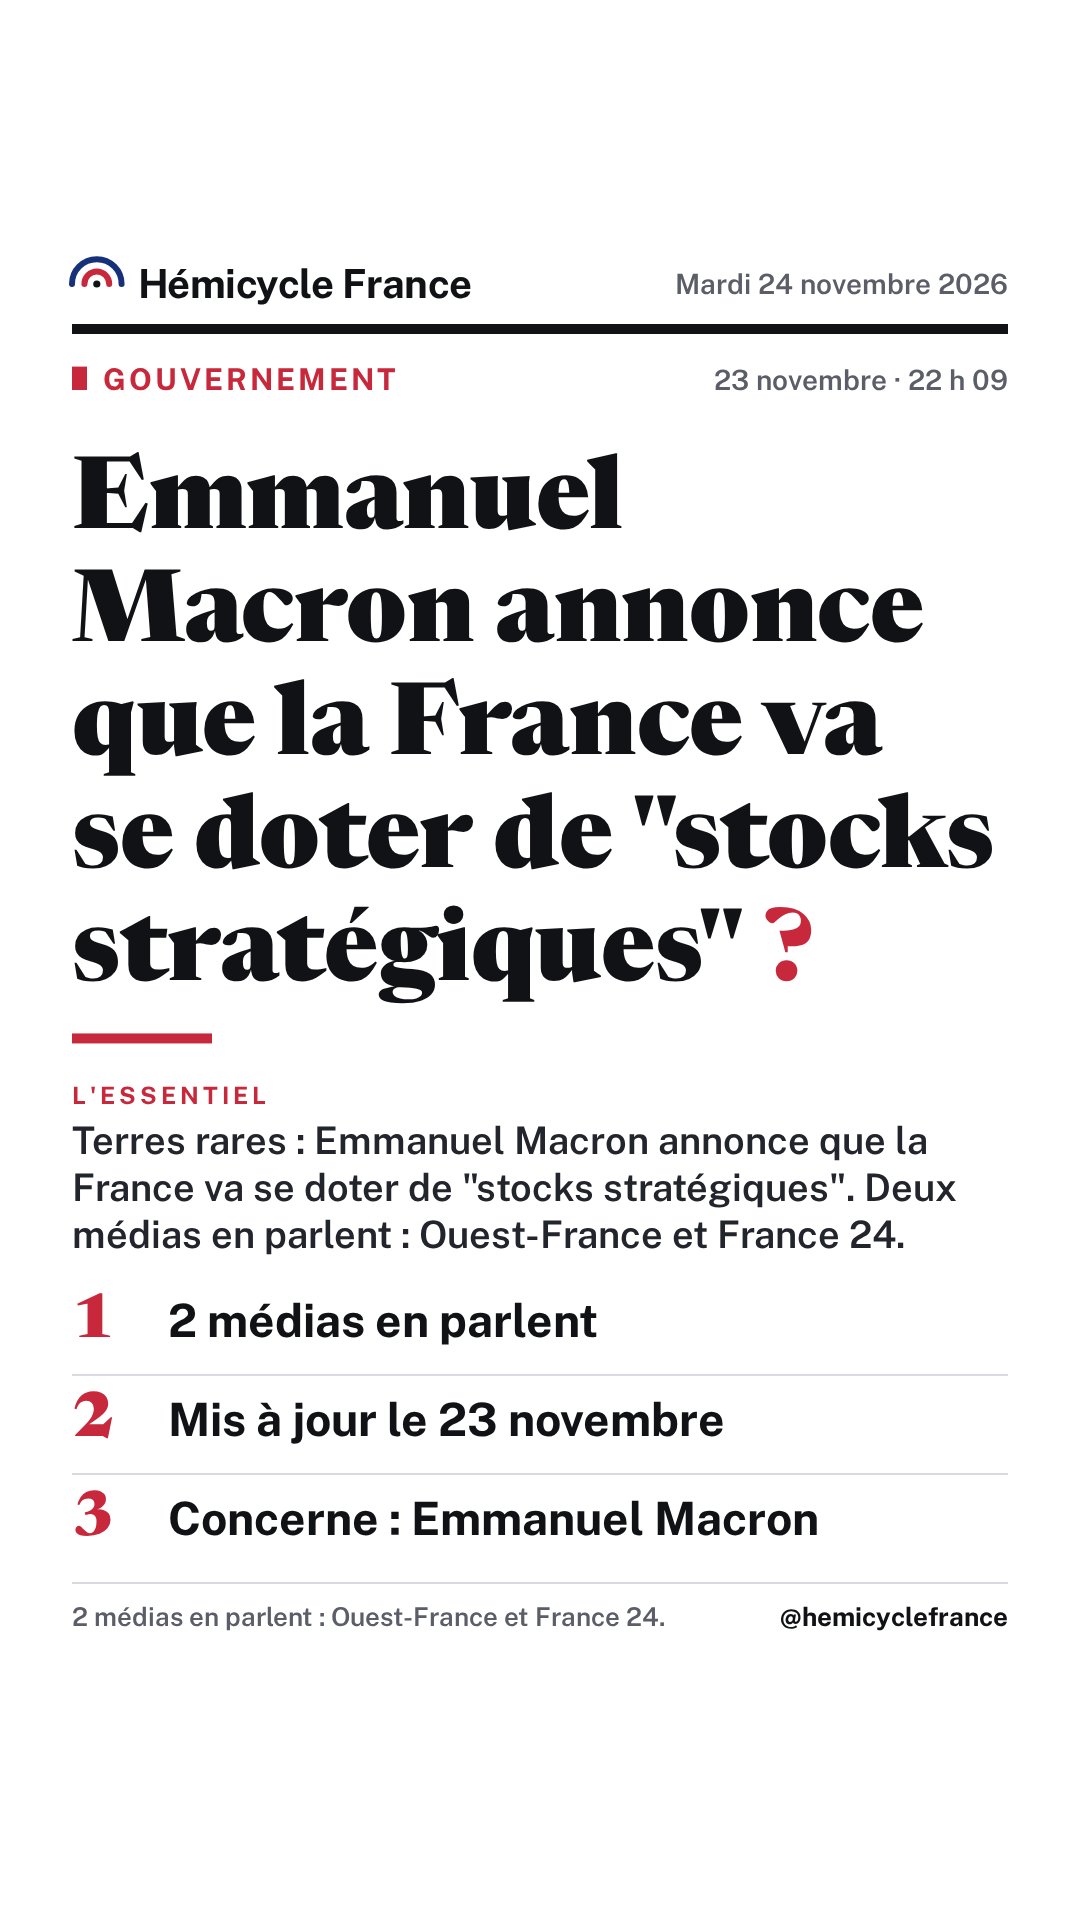 Hémicycle France
Mardi 24 novembre 2026
GOUVERNEMENT
23 novembre · 22 h 09
Emmanuel
Macron annonce
que la France va
se doter de "stocks
stratégiques" ?
L'ESSENTIEL
Terres rares : Emmanuel Macron annonce que la
France va se doter de "stocks stratégiques". Deux
médias en parlent : Ouest-France et France 24.
1 2 médias en parlent
2 Mis à jour le 23 novembre
3 Concerne : Emmanuel Macron
2 médias en parlent : Ouest-France et France 24.
@hemicyclefrance